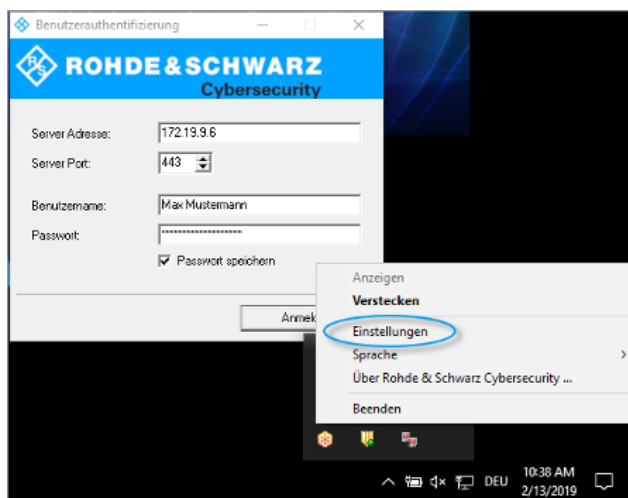 Benutzerauthentifizierung
ROHDE & SCHWARZ
Cybersecurity
Server Adresse: 172.19.9.6
Server Port: 443
Benutzername: Max Mustermann
Passwort: ********************
Passwort speichern
Anzeigen
Verstecken
Einstellungen
Sprache
Über Rohde & Schwarz Cybersecurity ...
Beenden
DEU
10:38 AM
2/13/2019